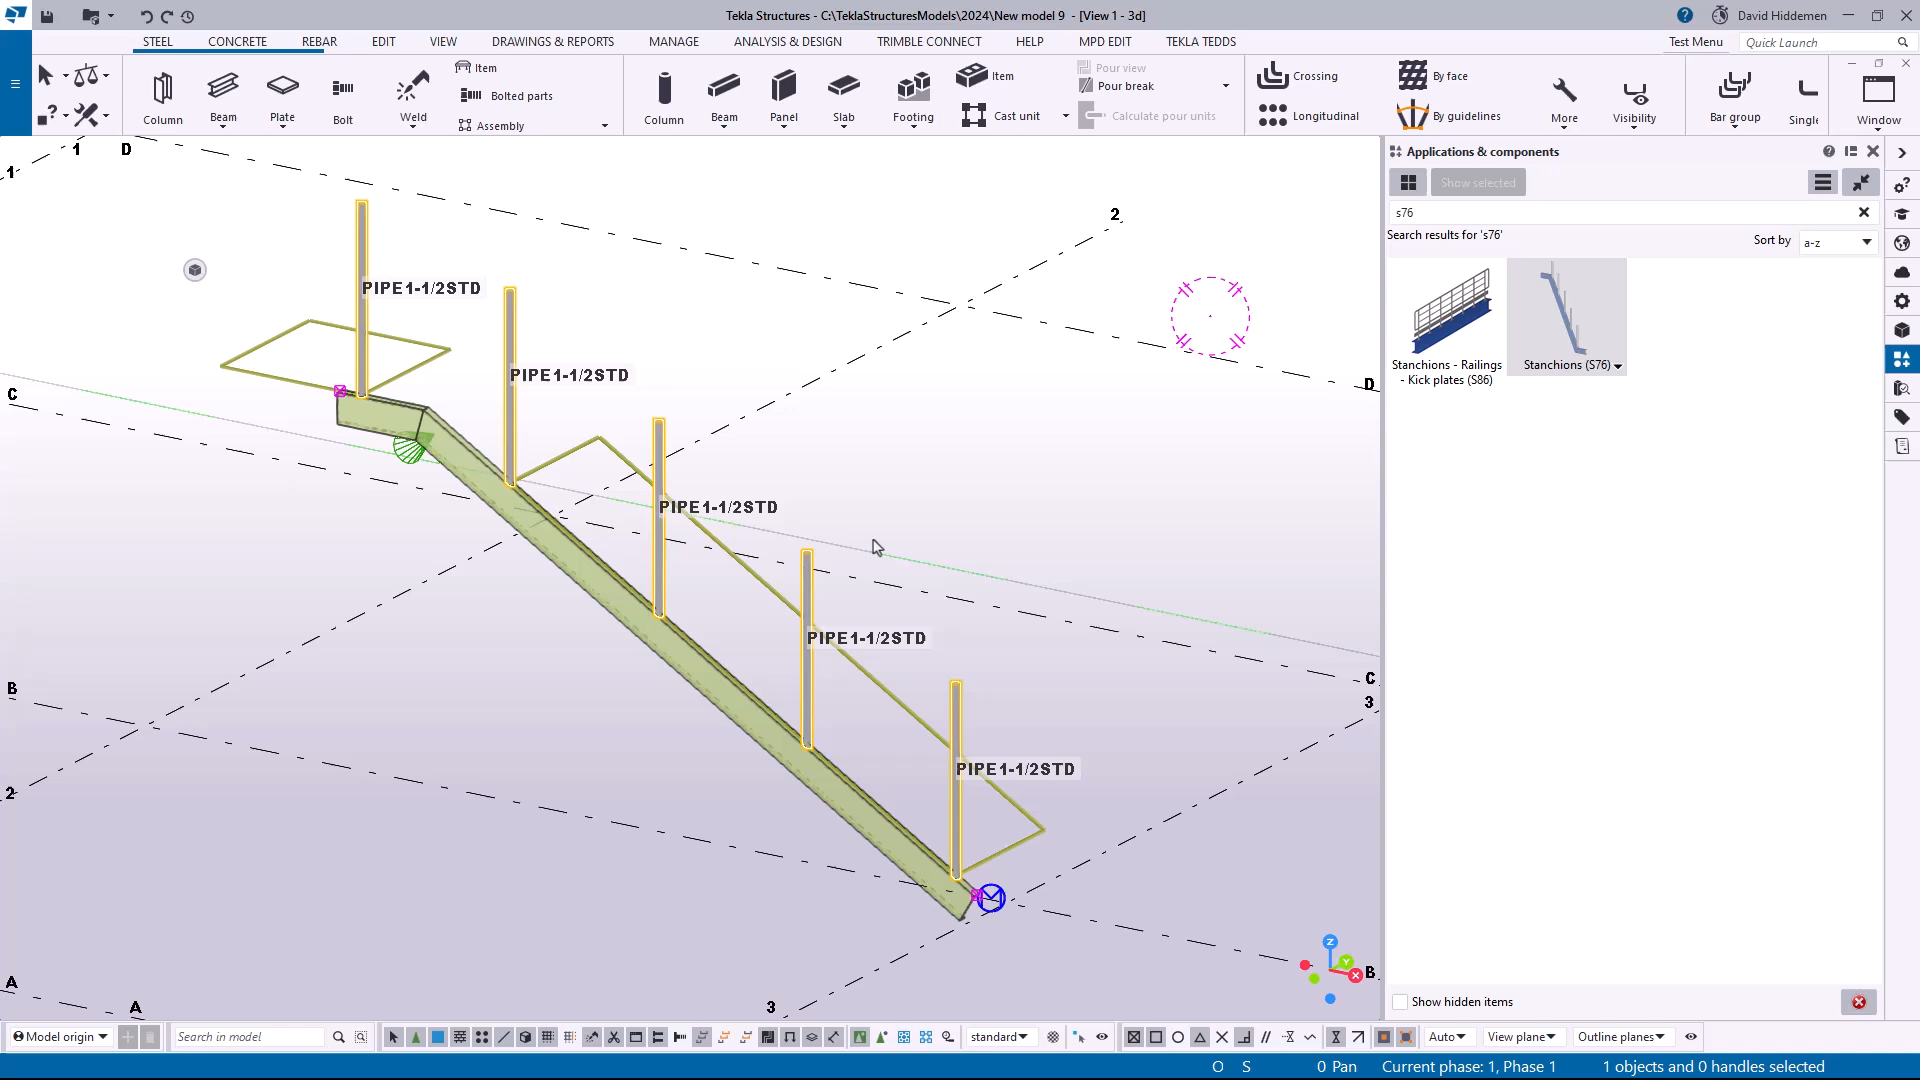 Tekla Structures - C:\TeklaStructuresModels\2024\New model 9 - [View 1 - 3d]
David Hiddemen
STEEL CONCRETE REBAR EDIT VIEW DRAWINGS & REPORTS MANAGE ANALYSIS & DESIGN TRIMBLE CONNECT HELP MPD EDIT TEKLA TEDDS
Test Menu
Quick Launch
Column Beam Plate Bolt Weld
Item
Bolted parts
Assembly
Column Beam Panel Slab Footing
Item
Cast unit
Pour view
Pour break
Calculate pour units
Crossing
Longitudinal
By face
By guidelines
More Visibility Bar group Single Window
Applications & components
Show selected
s76
Search results for 's76'
Sort by a-z
Stanchions - Railings
- Kick plates (S86)
Stanchions (S76)
1 D
1
2
PIPE1-1/2STD
PIPE1-1/2STD
D
C
PIPE1-1/2STD
PIPE1-1/2STD
C
B
3
PIPE1-1/2STD
2
Z
Y
X
B
A
A
3
Show hidden items
Model origin
Search in model
standard
Auto
View plane
Outline planes
O S 0 Pan Current phase: 1, Phase 1 1 objects and 0 handles selected